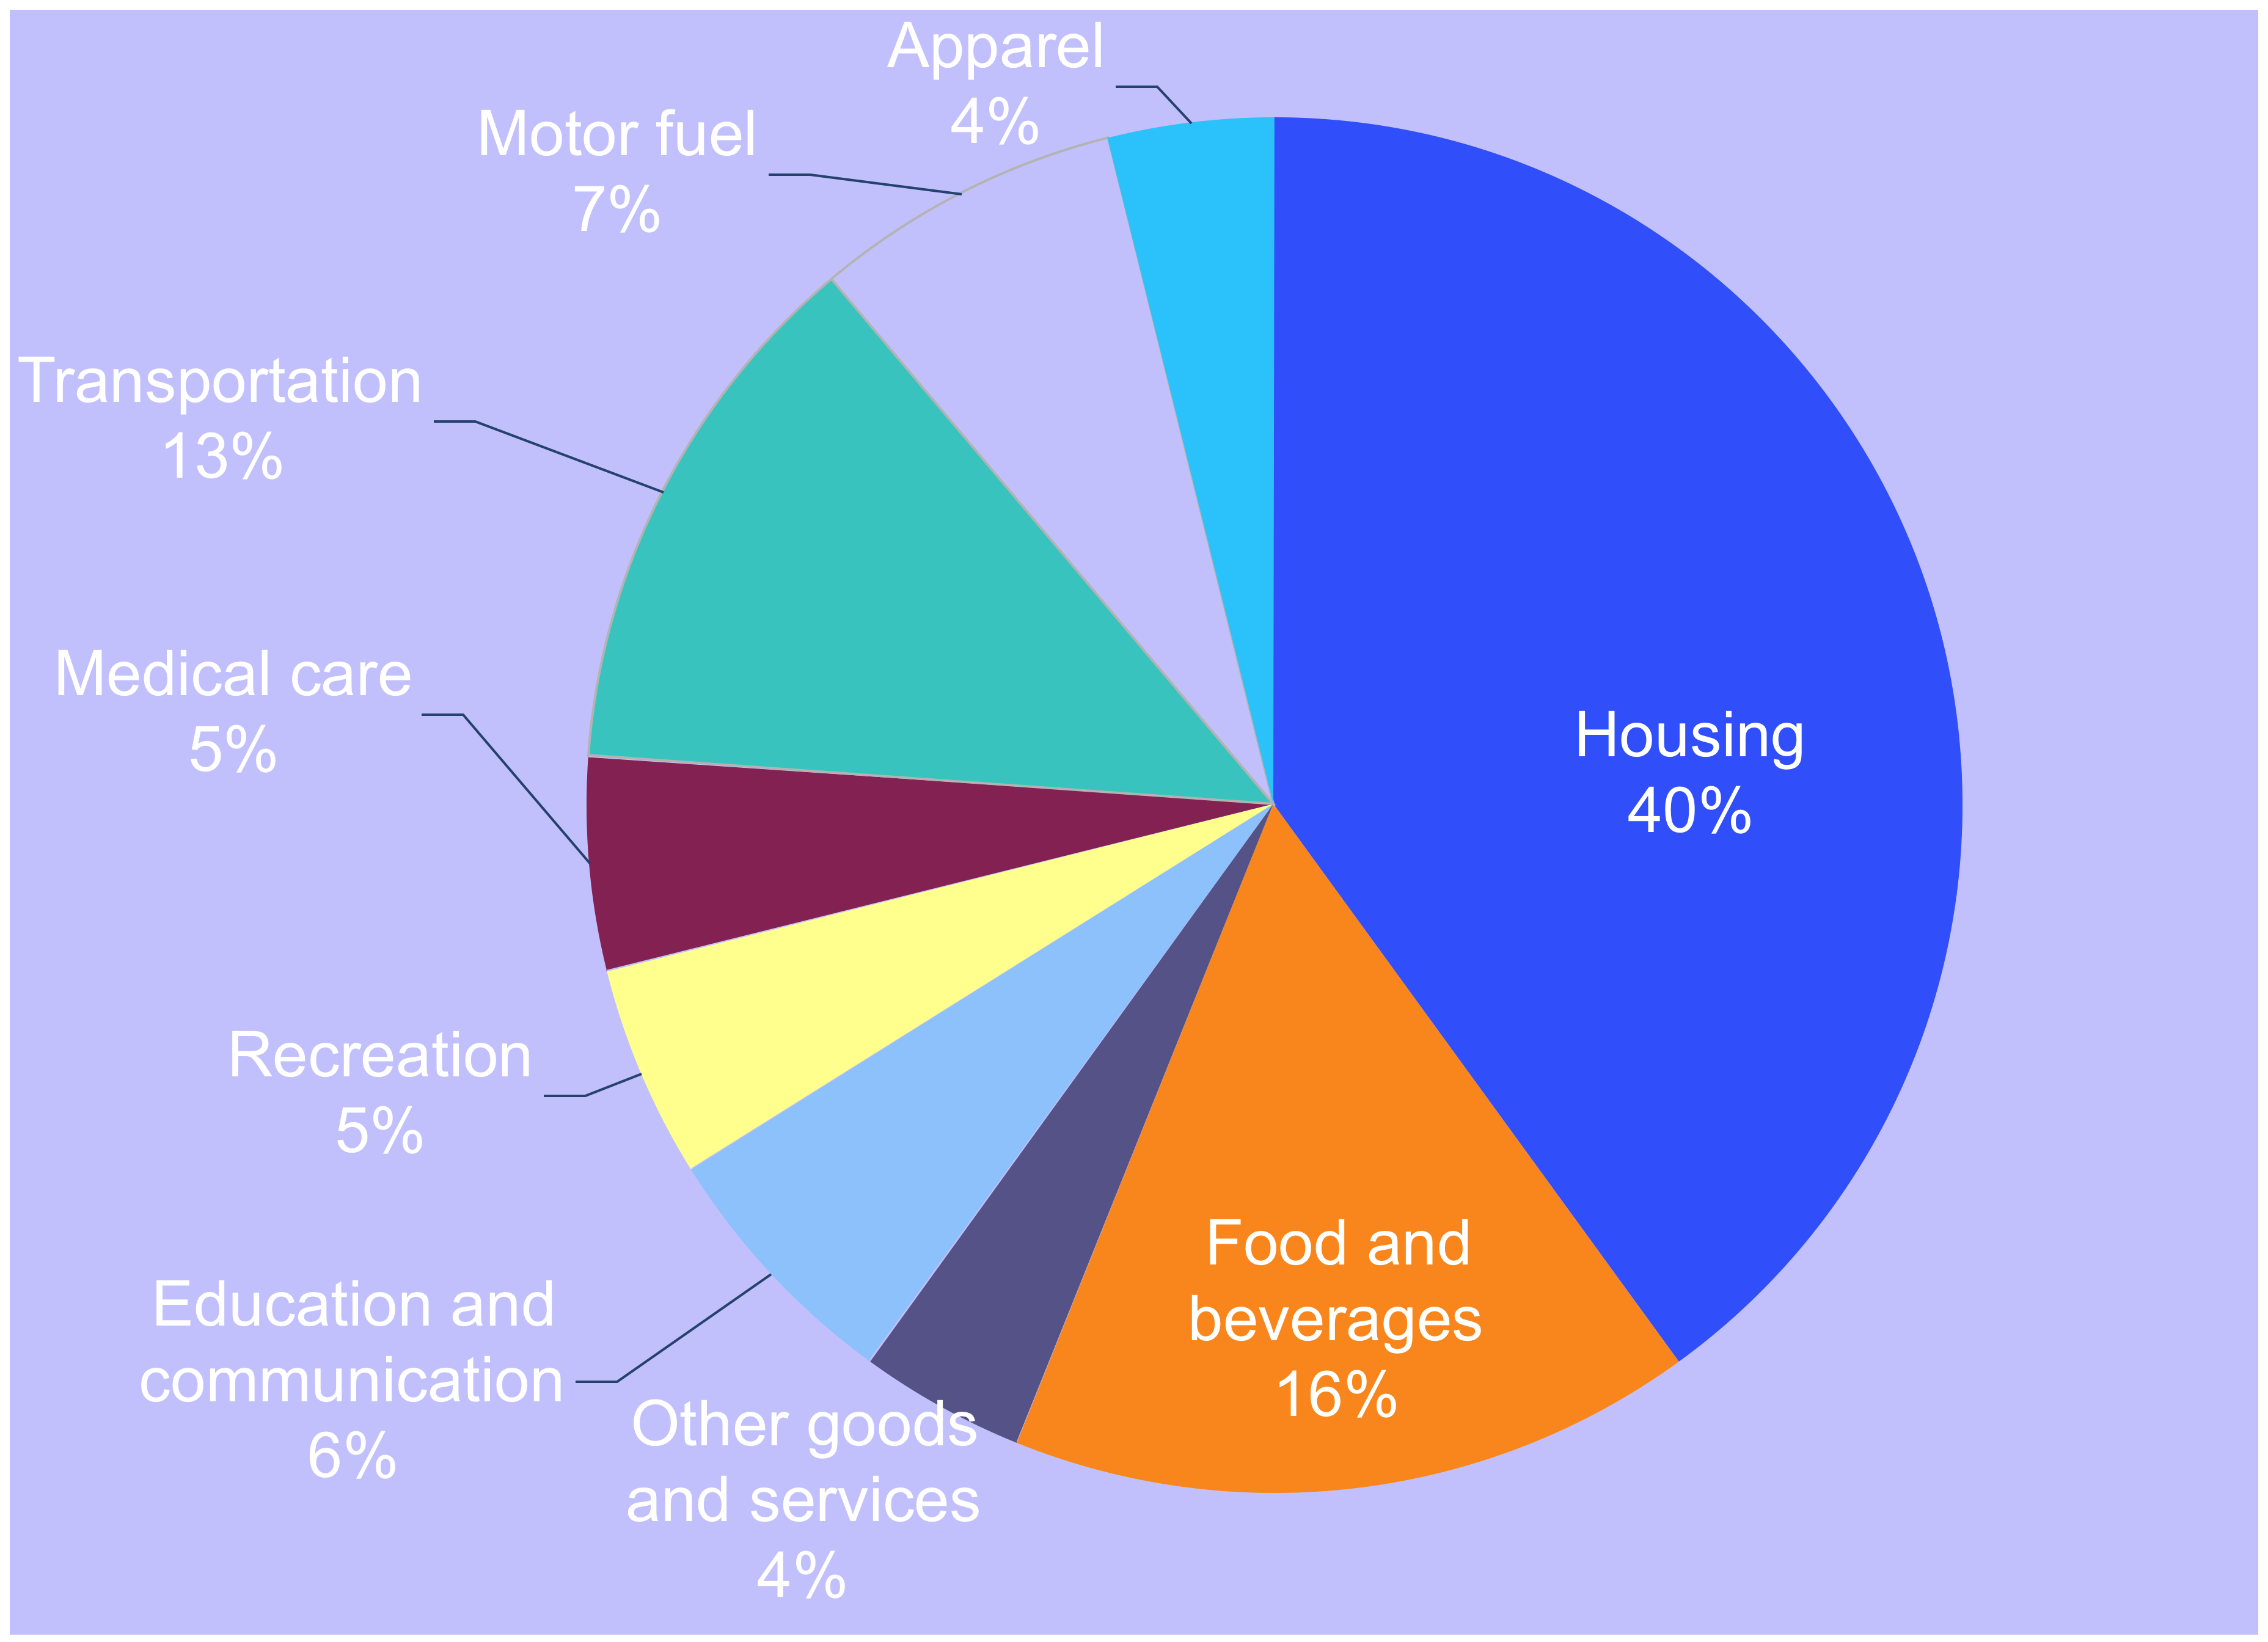 Apparel
4%
Motor fuel
7%
Transportation
13%
Medical care
5%
Housing
40%
Recreation
5%
Food and
beverages
16%
Education and
communication
6%
Other goods
and services
4%